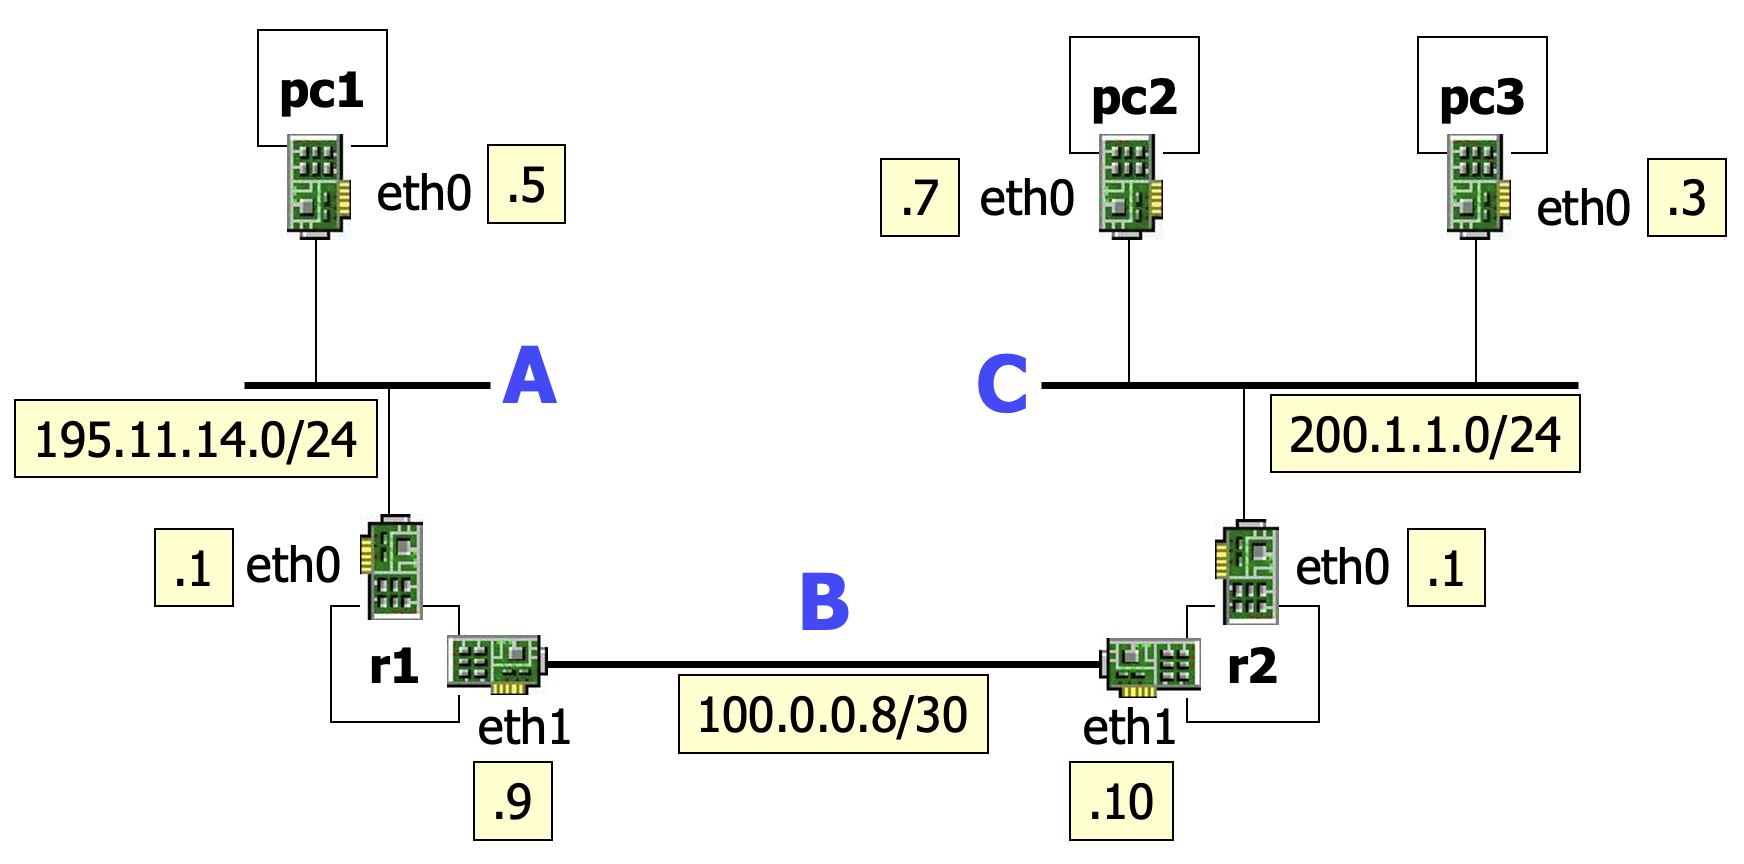 pc1
pc2
pc3
eth0 .5
.7 eth0
eth0 .3
A
C
195.11.14.0/24
200.1.1.0/24
.1 eth0
eth0 .1
B
r1
r2
100.0.0.8/30
eth1
eth1
.9
.10